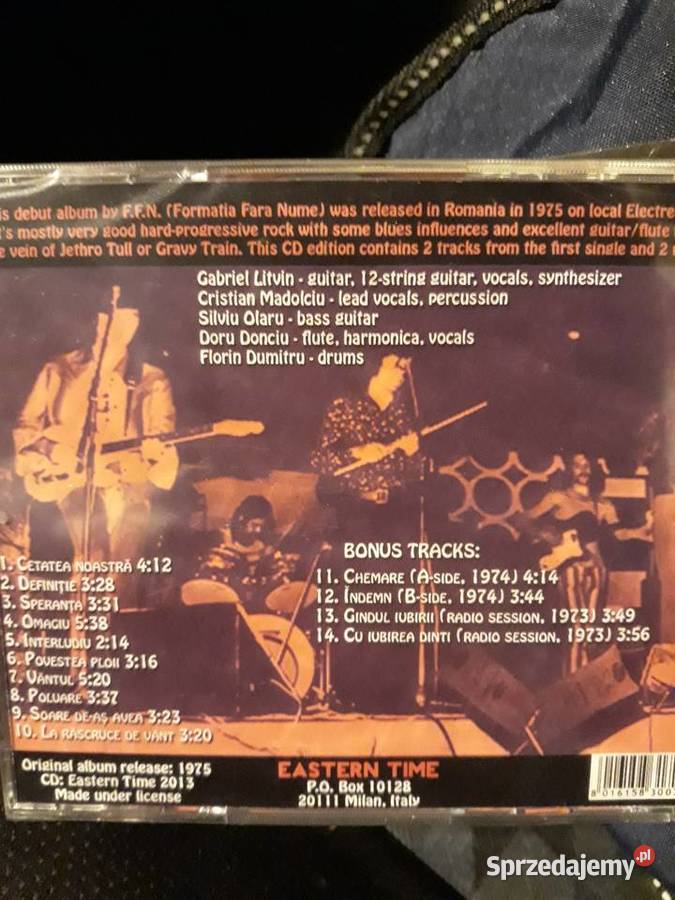 is debut album by F.F.N. (Formatia Fara Nume) was released in Romania in 1975 on local Electre
's mostly very good hard-progressive rock with some blues influences and excellent guitar/flute
e vein of Jethro Tull or Gravy Train. This CD edition contains 2 tracks from the first single and 2
Gabriel Litvin - guitar, 12-string guitar, vocals, synthesizer
Cristian Madolciu - lead vocals, percussion
Silviu Olaru - bass guitar
Doru Donciu - flute, harmonica, vocals
Florin Dumitru - drums
1. Cetatea noastră 4:12
2. Definiție 3:28
3. Speranța 3:31
4. Omagiu 5:38
5. Interludiu 2:14
6. Povestea ploii 3:16
7. Vântul 5:20
8. Poluare 3:37
9. Soare de-aș avea 3:23
10. La răscruce de vânt 3:20
BONUS TRACKS:
11. Chemare (A-side, 1974) 4:14
12. Îndemn (B-side, 1974) 3:44
13. Gindul iubirii (radio session, 1973) 3:49
14. Cu iubirea dinti (radio session, 1973) 3:56
Original album release: 1975
CD: Eastern Time 2013
Made under license
EASTERN TIME
P.O. Box 10128
20111 Milan, Italy
8 016158 300
Sprzedajemy.pl